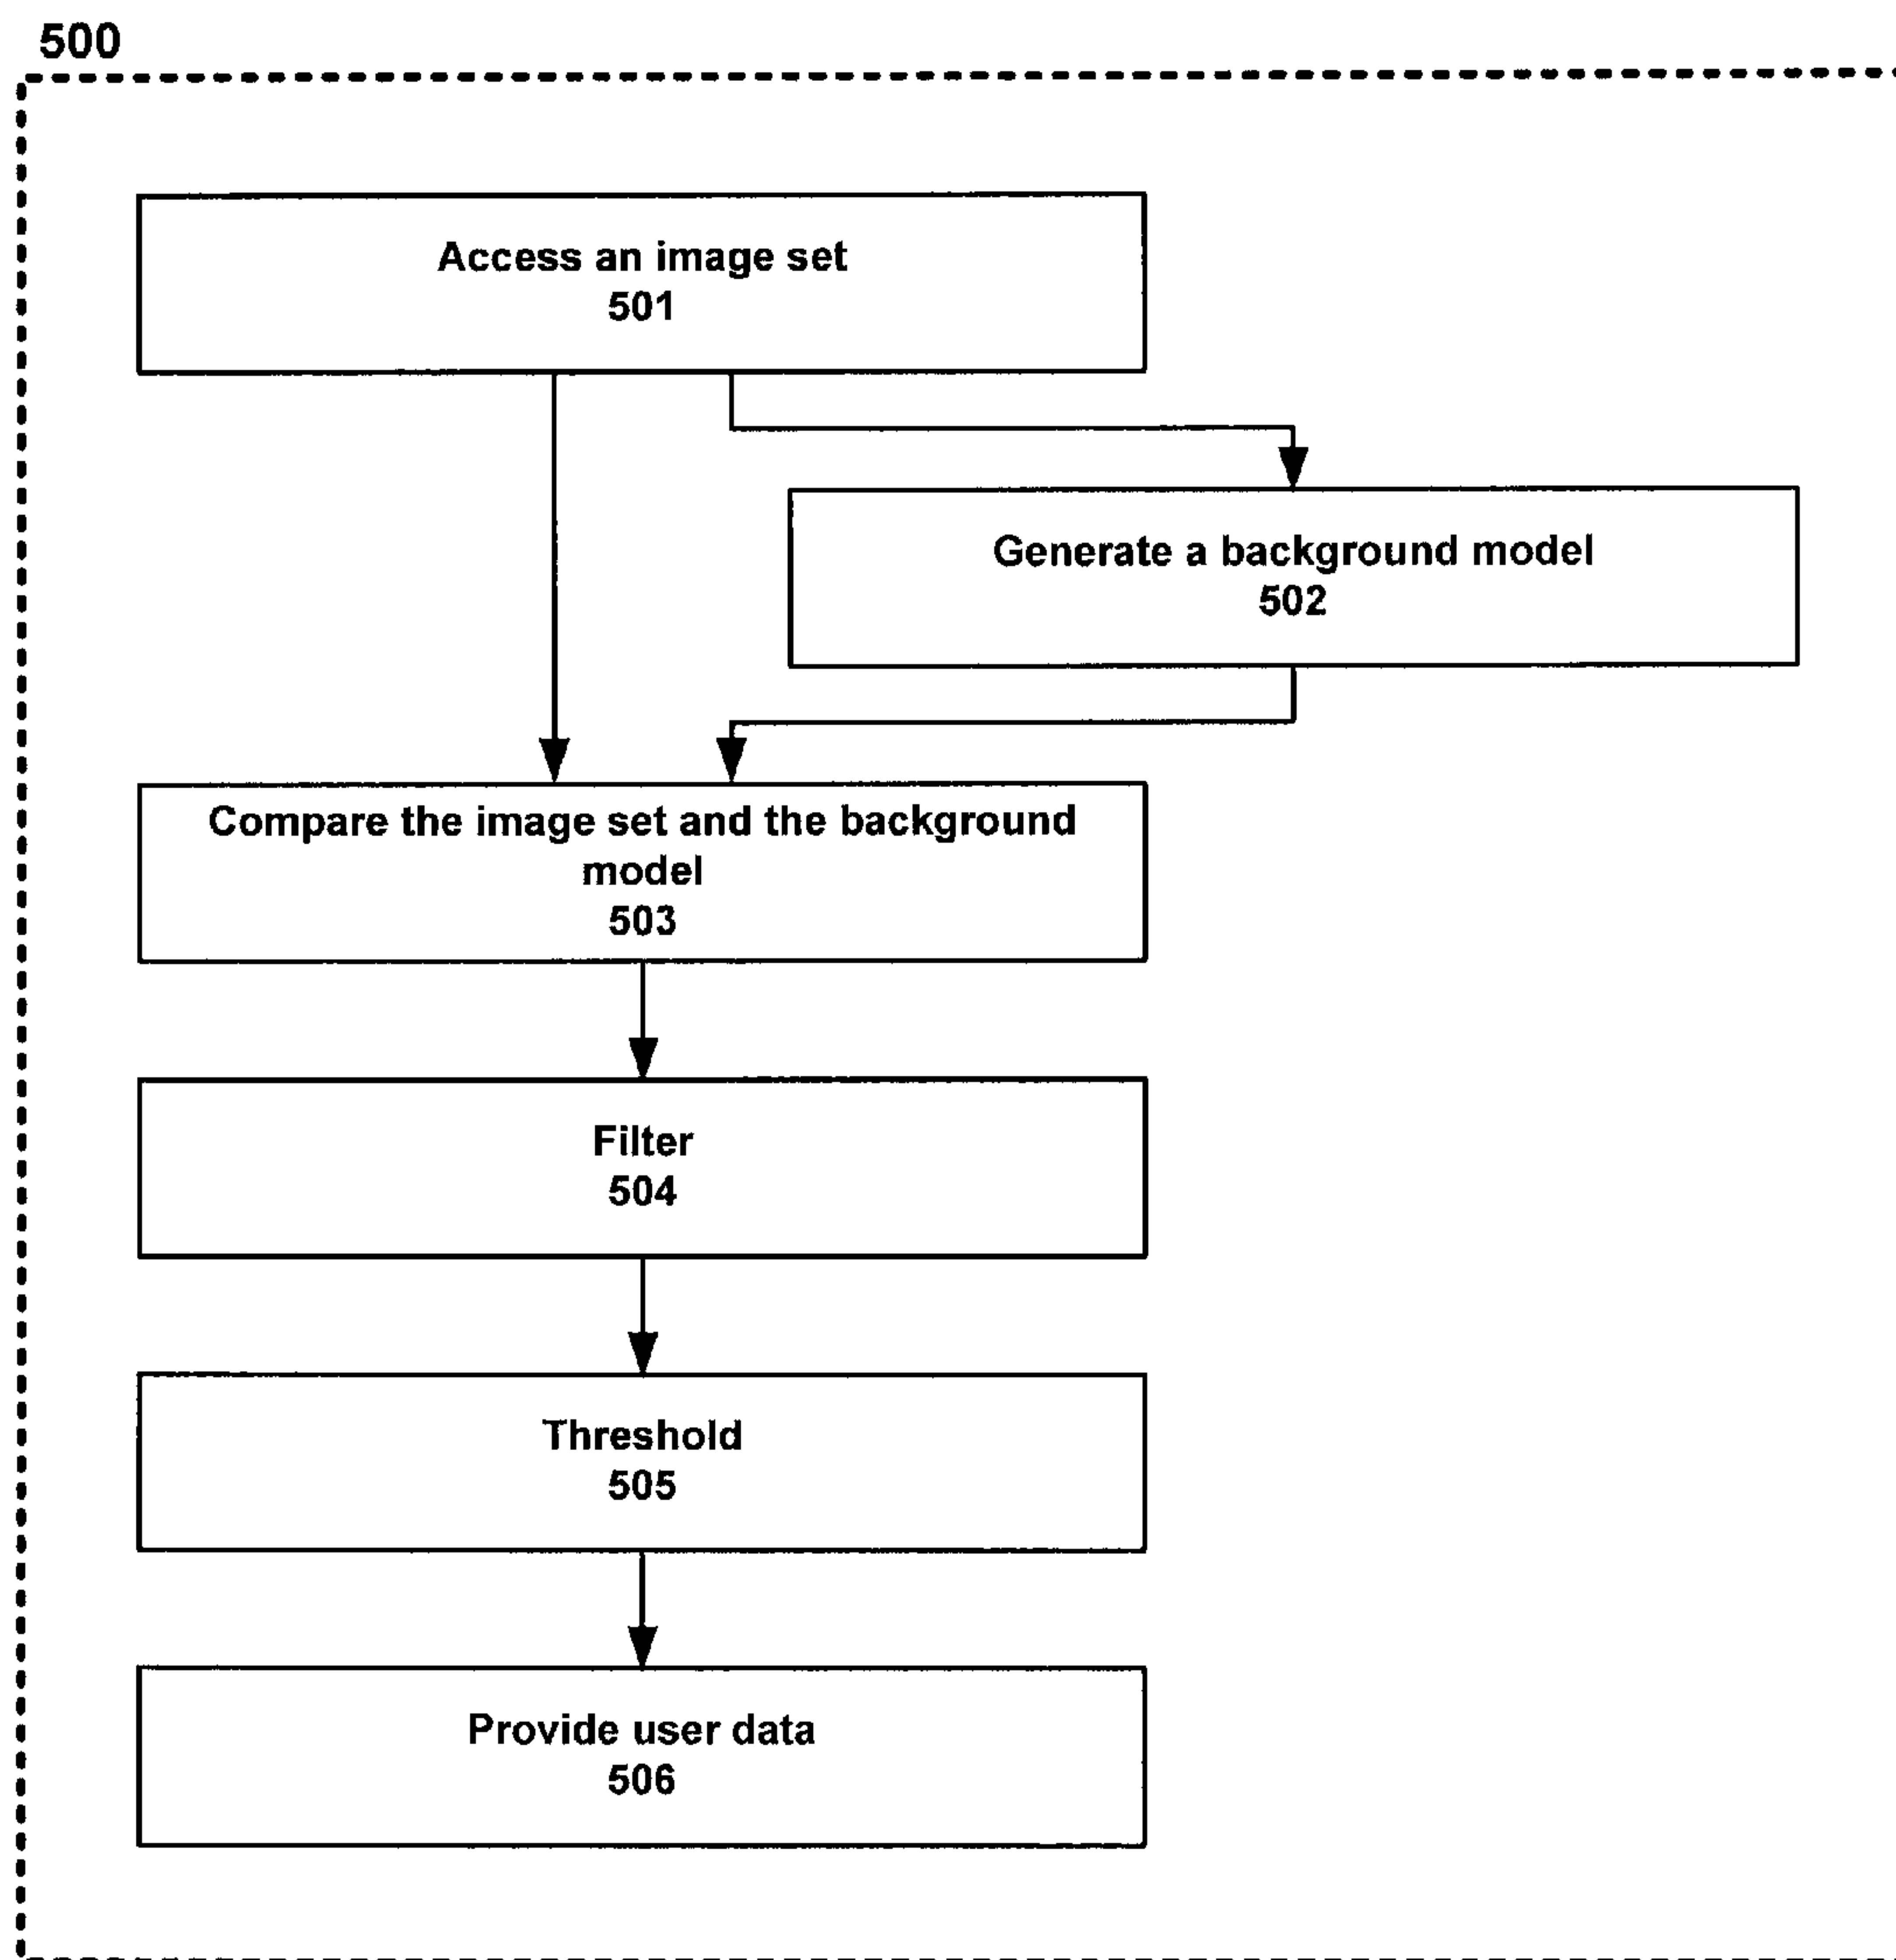 500
Access an image set
501
Generate a background model
502
Compare the image set and the background
model
503
Filter
504
Threshold
505
Provide user data
506